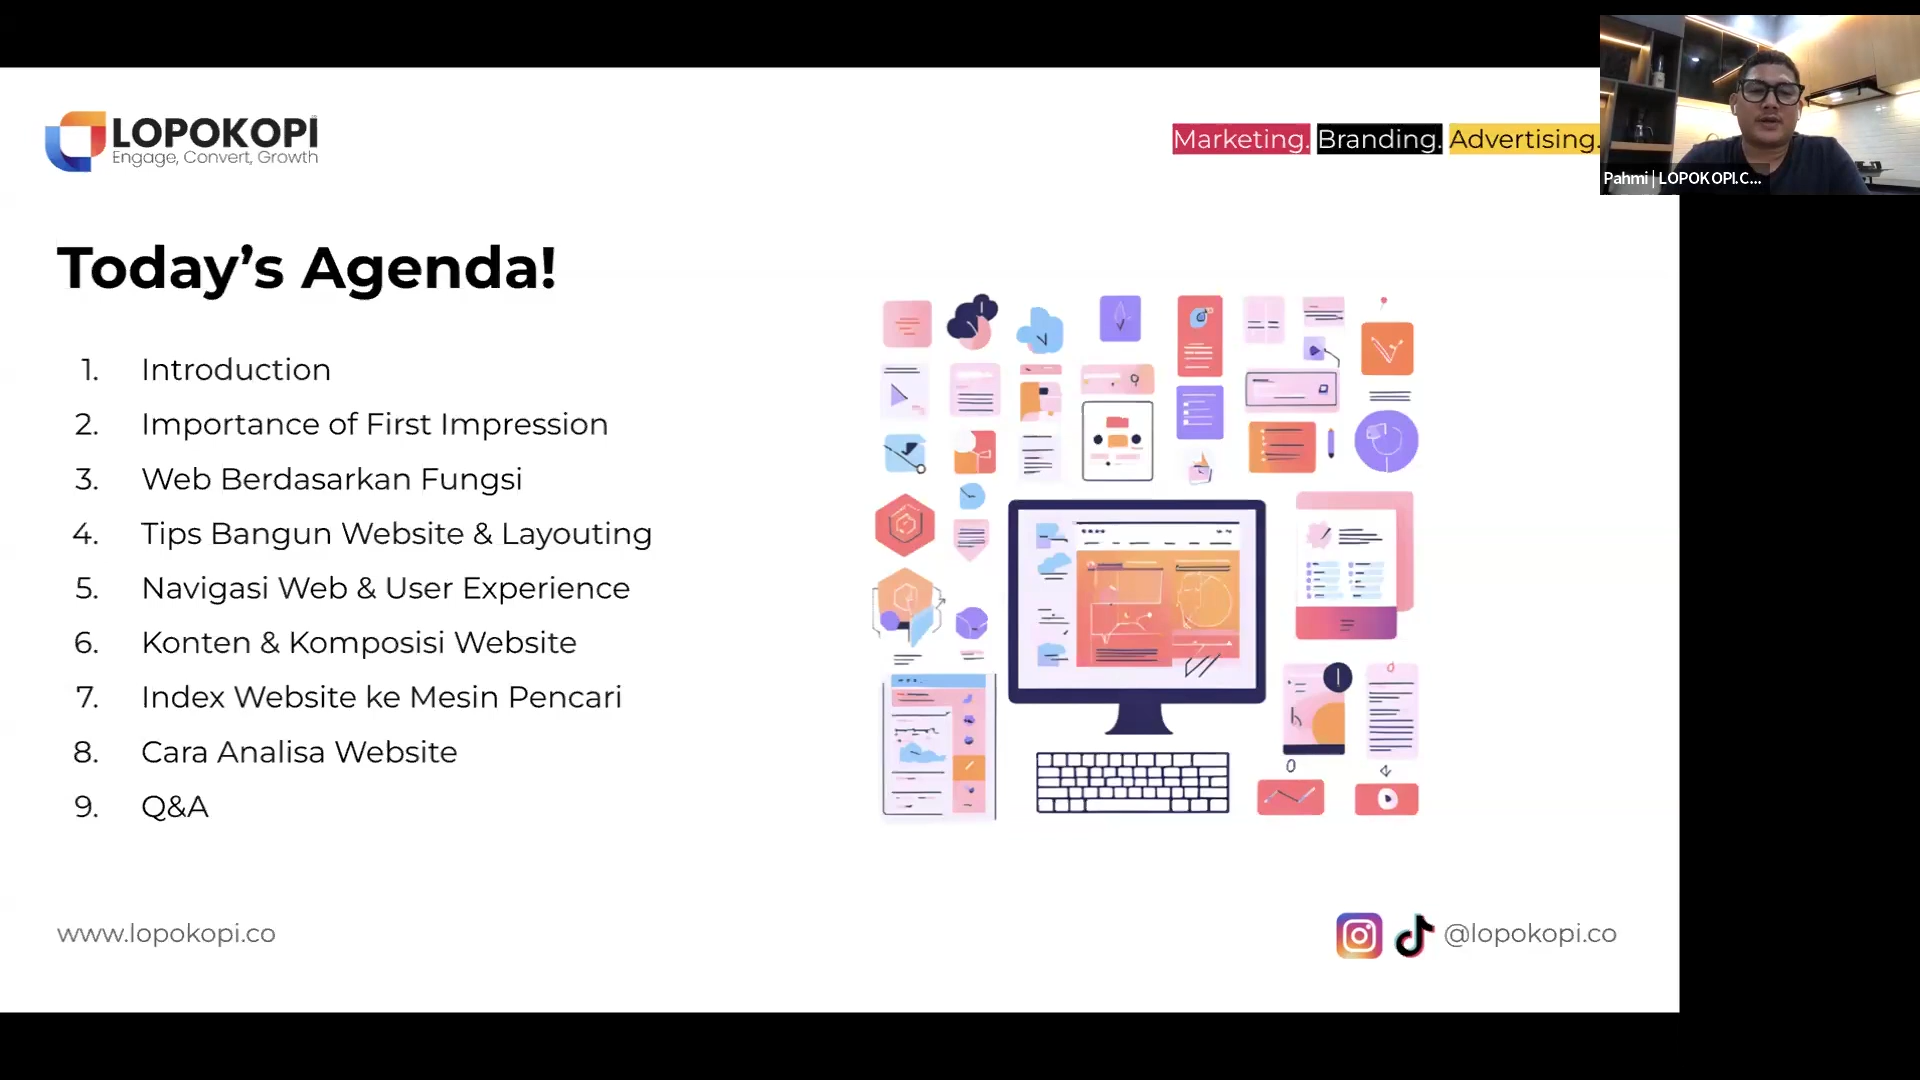 LOPOKOPI
Engage, Convert, Growth
Marketing. Branding. Advertising.
Pahmi | LOPOKOPI.C...
Today's Agenda!
1. Introduction
2. Importance of First Impression
3. Web Berdasarkan Fungsi
4. Tips Bangun Website & Layouting
5. Navigasi Web & User Experience
6. Konten & Komposisi Website
7. Index Website ke Mesin Pencari
8. Cara Analisa Website
9. Q&A
www.lopokopi.co
@lopokopi.co